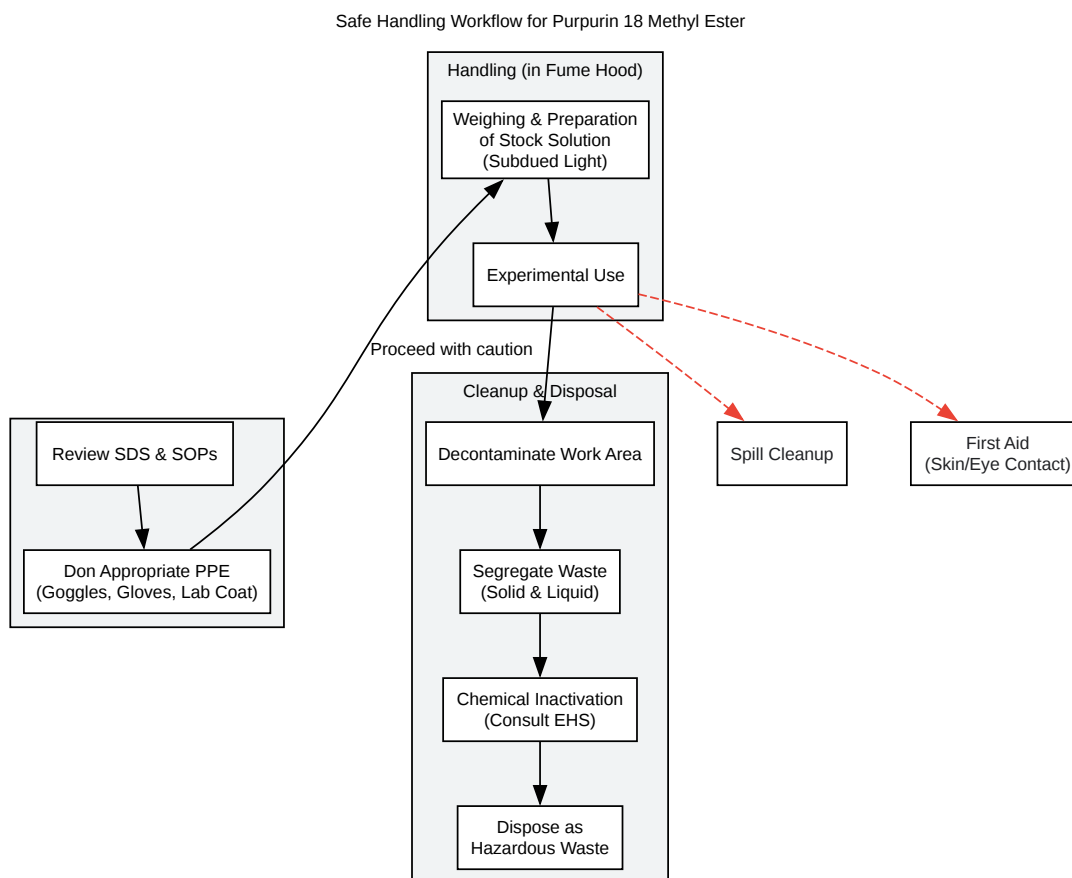 Safe Handling Workflow for Purpurin 18 Methyl Ester
Handling (in Fume Hood)
Weighing & Preparation
of Stock Solution
(Subdued Light)
Experimental Use
Proceed with caution
Cleanup & Disposal
Review SDS & SOPs
Decontaminate Work Area
Spill Cleanup
First Aid
(Skin/Eye Contact)
Don Appropriate PPE
(Goggles, Gloves, Lab Coat)
Segregate Waste
(Solid & Liquid)
Chemical Inactivation
(Consult EHS)
Dispose as
Hazardous Waste